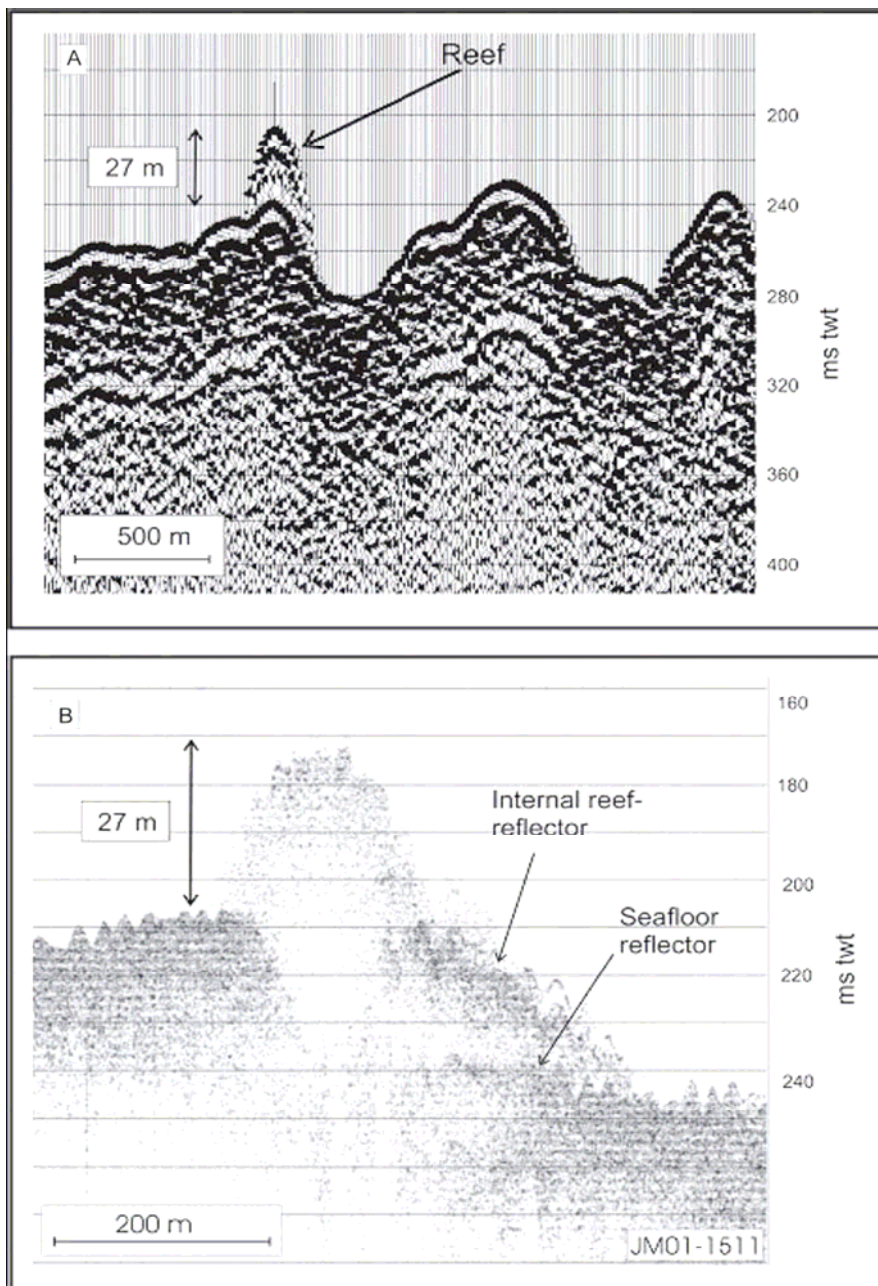 A
Reef
27 m
200
240
280
320
360
400
ms twt
500 m
B
27 m
Internal reef-
reflector
Seafloor
reflector
160
180
200
220
240
ms twt
200 m
JM01-1511